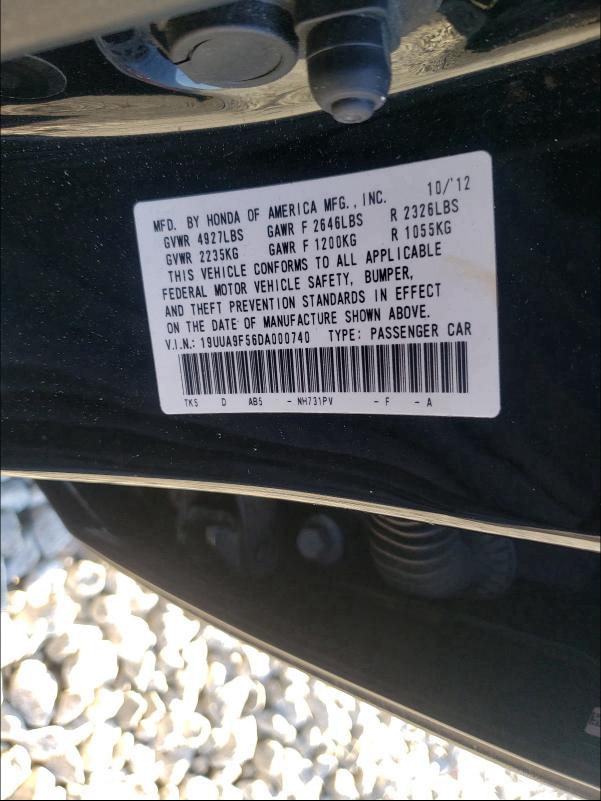 MFD. BY HONDA OF AMERICA MFG., INC. 10/'12
GVWR 4927LBS GAWR F 2646LBS R 2326LBS
GVWR 2235KG GAWR F 1200KG R 1055KG
THIS VEHICLE CONFORMS TO ALL APPLICABLE
FEDERAL MOTOR VEHICLE SAFETY, BUMPER,
AND THEFT PREVENTION STANDARDS IN EFFECT
ON THE DATE OF MANUFACTURE SHOWN ABOVE.
V.I.N.: 19UUA9F56DA000740 TYPE: PASSENGER CAR
TK5 D AB5 - NH731PV - F - A